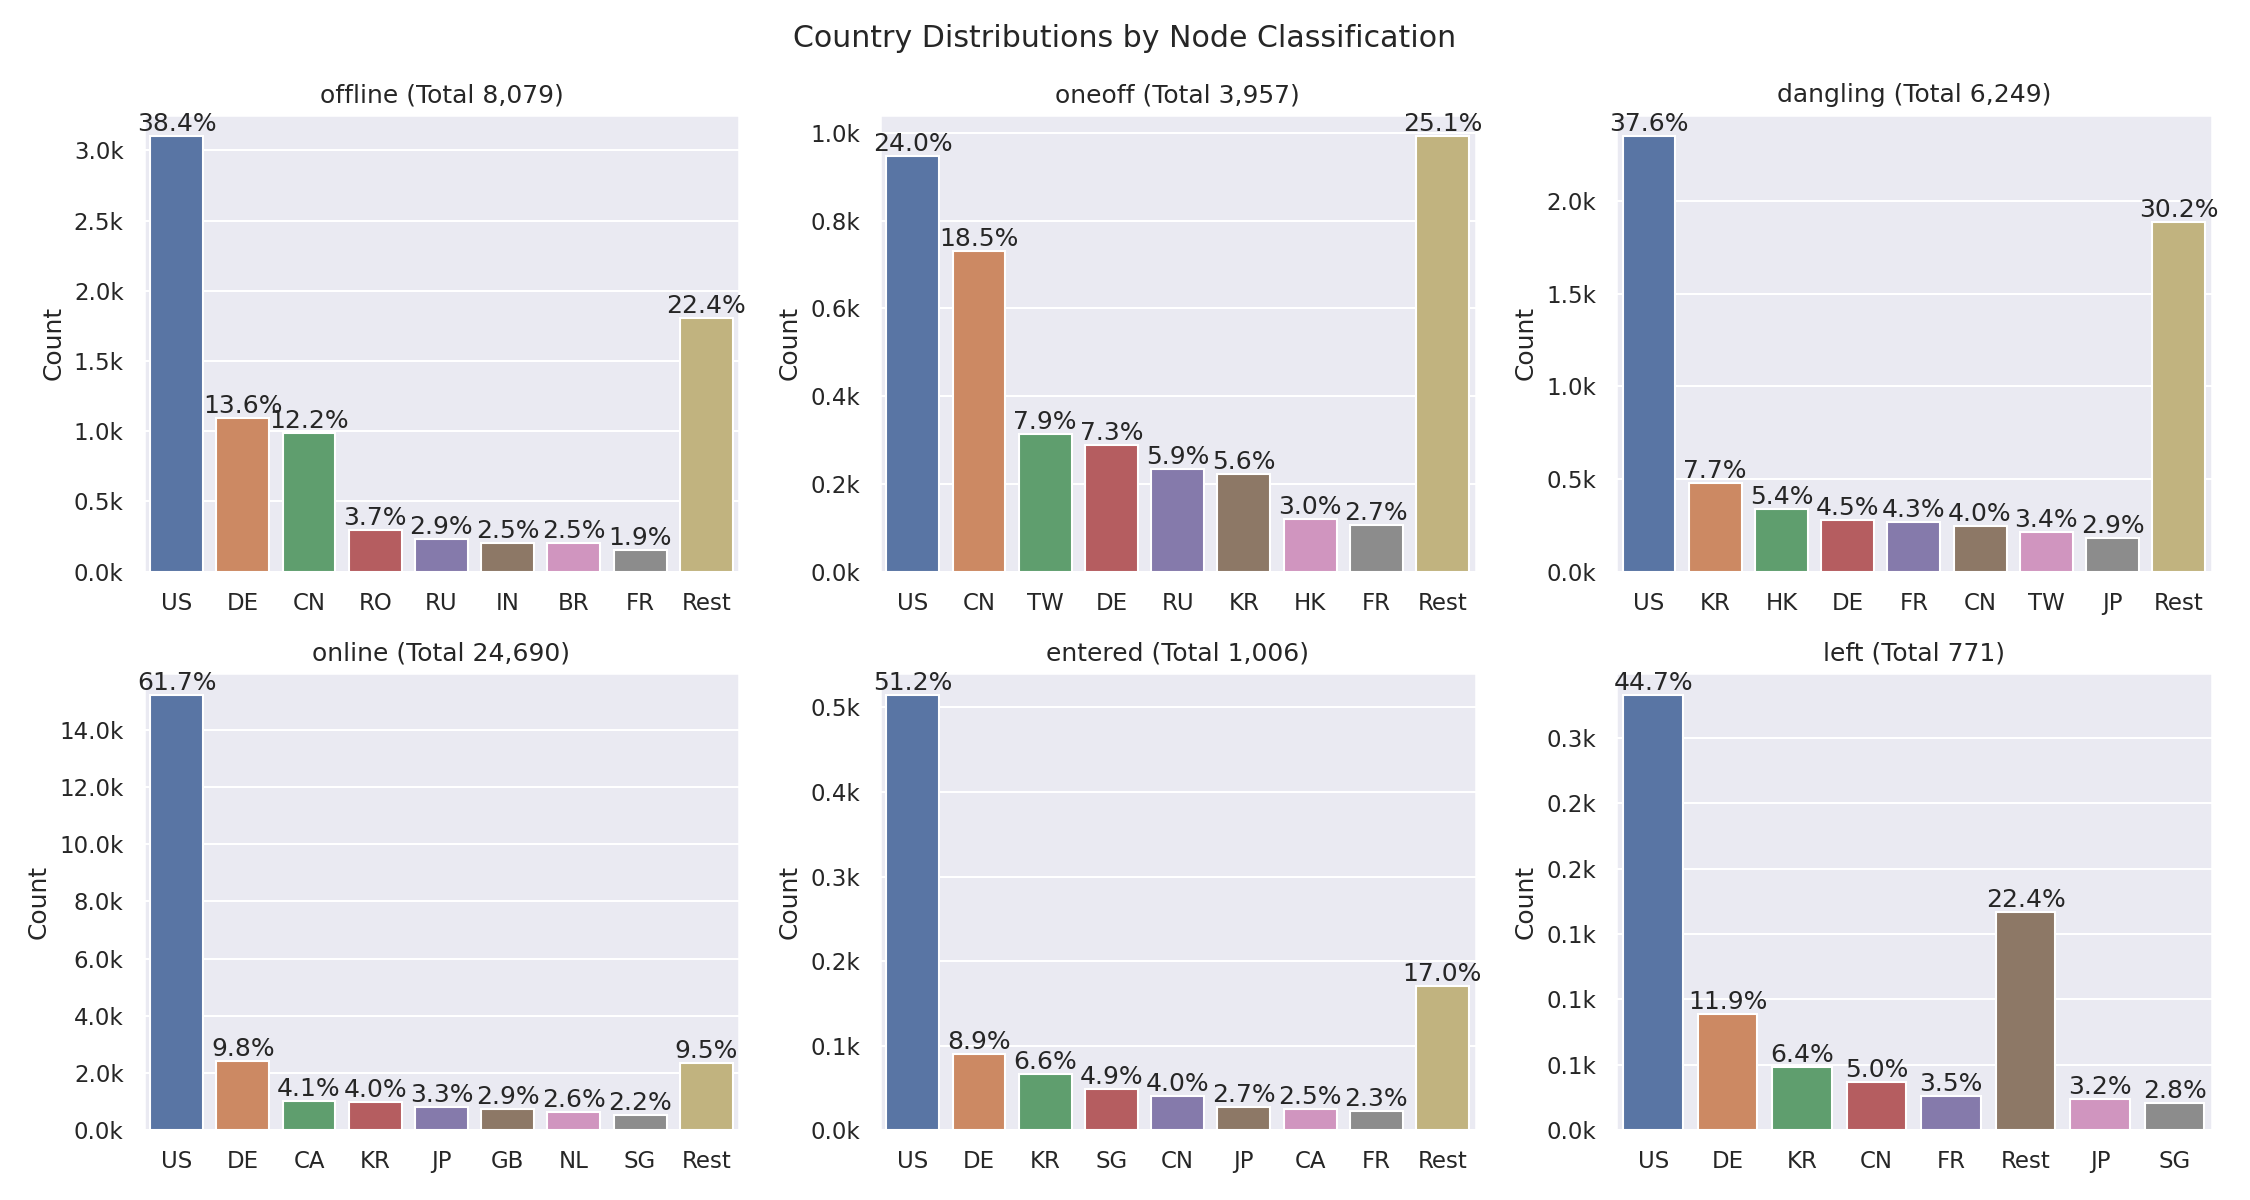 Country Distributions by Node Classification
offline (Total 8,079)
Count
3.0k
2.5k
2.0k
1.5k
1.0k
0.5k
0.0k
38.4%
13.6%
12.2%
3.7%
2.9%
2.5%
2.5%
1.9%
22.4%
US DE CN RO RU IN BR FR Rest
oneoff (Total 3,957)
Count
1.0k
0.8k
0.6k
0.4k
0.2k
0.0k
24.0%
18.5%
7.9%
7.3%
5.9%
5.6%
3.0%
2.7%
25.1%
US CN TW DE RU KR HK FR Rest
dangling (Total 6,249)
Count
2.0k
1.5k
1.0k
0.5k
0.0k
37.6%
7.7%
5.4%
4.5%
4.3%
4.0%
3.4%
2.9%
30.2%
US KR HK DE FR CN TW JP Rest
online (Total 24,690)
Count
14.0k
12.0k
10.0k
8.0k
6.0k
4.0k
2.0k
0.0k
61.7%
9.8%
4.1%
4.0%
3.3%
2.9%
2.6%
2.2%
9.5%
US DE CA KR JP GB NL SG Rest
entered (Total 1,006)
Count
0.5k
0.4k
0.3k
0.2k
0.1k
0.0k
51.2%
8.9%
6.6%
4.9%
4.0%
2.7%
2.5%
2.3%
17.0%
US DE KR SG CN JP CA FR Rest
left (Total 771)
Count
0.3k
0.2k
0.2k
0.1k
0.1k
0.1k
0.0k
44.7%
11.9%
6.4%
5.0%
3.5%
22.4%
3.2%
2.8%
US DE KR CN FR Rest JP SG